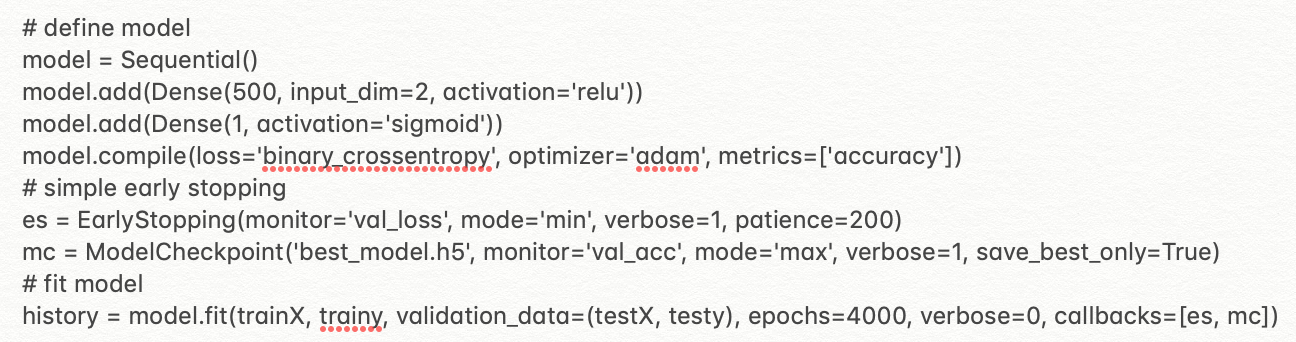 # define model
model = Sequential()
model.add(Dense(500, input_dim=2, activation='relu'))
model.add(Dense(1, activation='sigmoid'))
model.compile(loss='binary_crossentropy', optimizer='adam', metrics=['accuracy'])
# simple early stopping
es = EarlyStopping(monitor='val_loss', mode='min', verbose=1, patience=200)
mc = ModelCheckpoint('best_model.h5', monitor='val_acc', mode='max', verbose=1, save_best_only=True)
# fit model
history = model.fit(trainX, trainy, validation_data=(testX, testy), epochs=4000, verbose=0, callbacks=[es, mc])